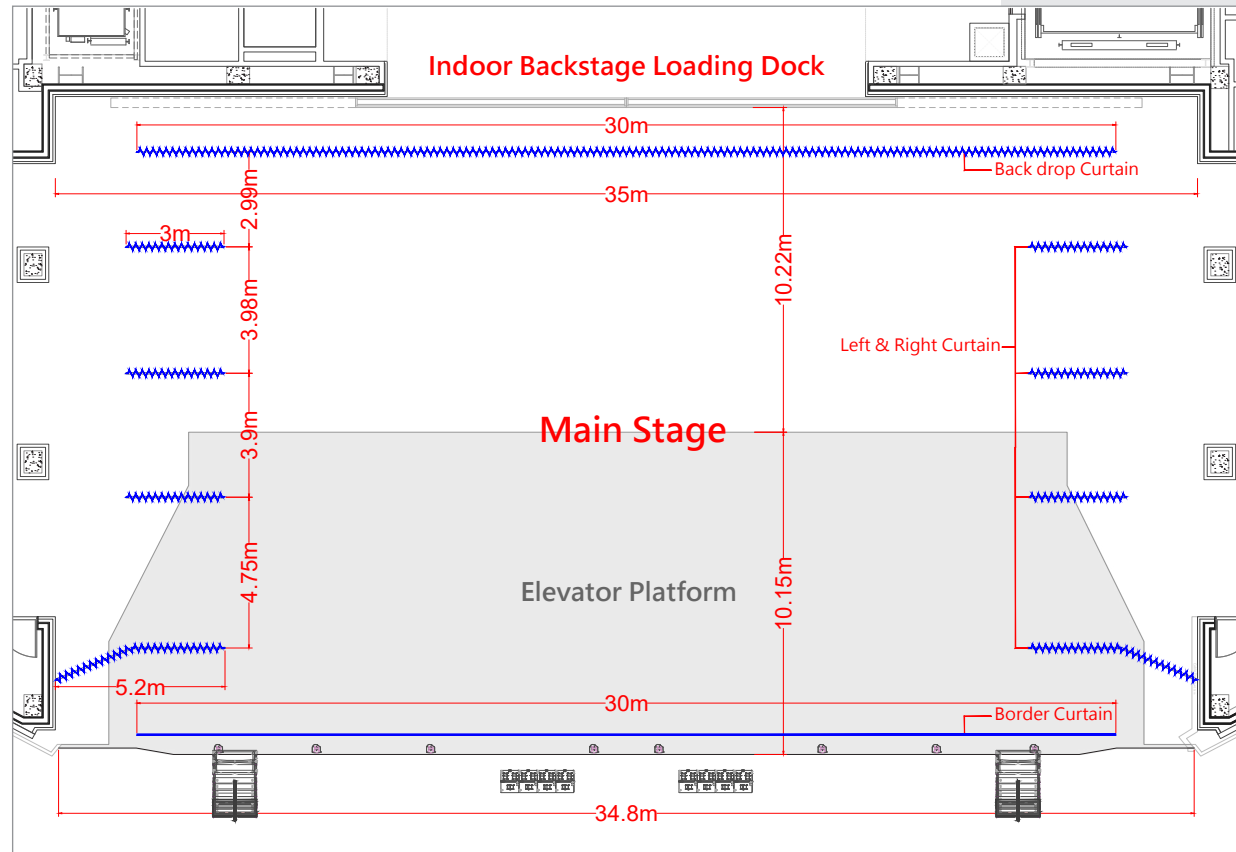 Indoor Backstage Loading Dock
30m
Back drop Curtain
35m
2.99m
3m
10.22m
3.98m
Left & Right Curtain
3.9m
Main Stage
4.75m
10.15m
Elevator Platform
5.2m
30m
Border Curtain
34.8m